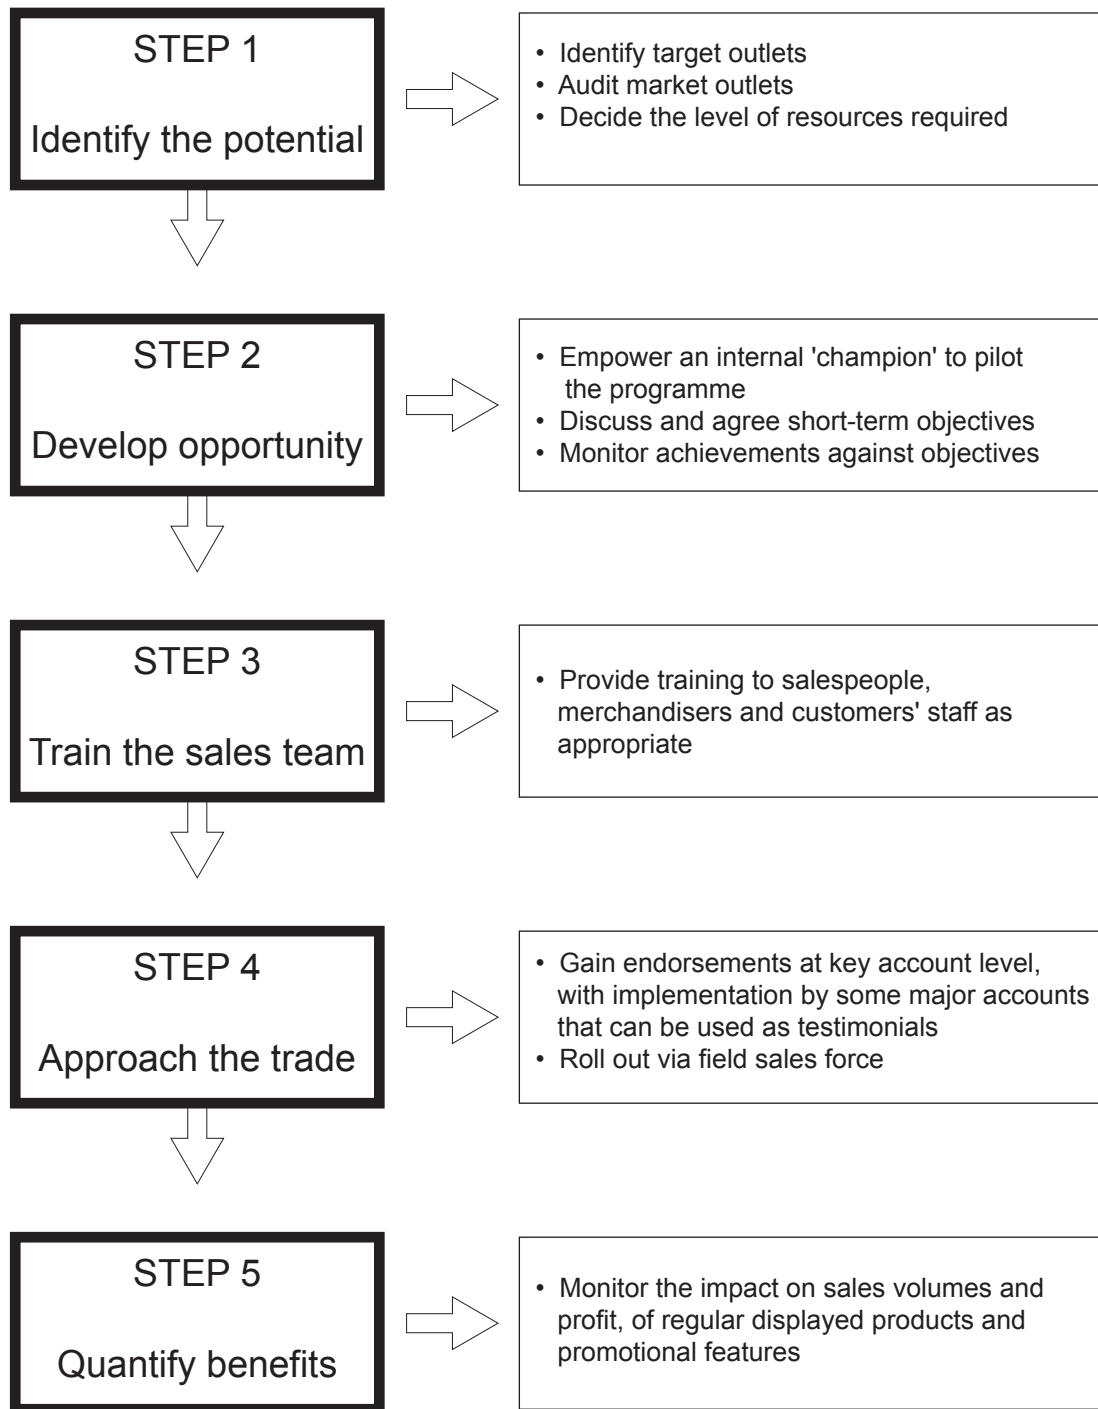 STEP 1
Identify the potential
• Identify target outlets
• Audit market outlets
• Decide the level of resources required
STEP 2
Develop opportunity
• Empower an internal 'champion' to pilot
the programme
• Discuss and agree short-term objectives
• Monitor achievements against objectives
STEP 3
Train the sales team
• Provide training to salespeople,
merchandisers and customers' staff as
appropriate
STEP 4
Approach the trade
• Gain endorsements at key account level,
with implementation by some major accounts
that can be used as testimonials
• Roll out via field sales force
STEP 5
Quantify benefits
• Monitor the impact on sales volumes and
profit, of regular displayed products and
promotional features